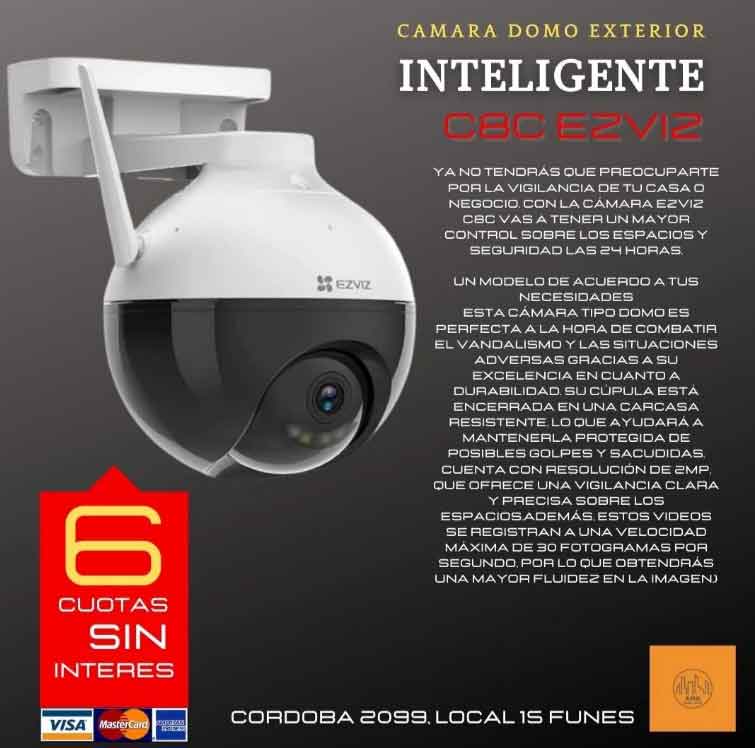 CAMARA DOMO EXTERIOR
INTELIGENTE
C8C EZVIZ
YA NO TENDRÁS QUE PREOCUPARTE
POR LA VIGILANCIA DE TU CASA O
NEGOCIO. CON LA CÁMARA EZVIZ
C8C VAS A TENER UN MAYOR
CONTROL SOBRE LOS ESPACIOS Y
SEGURIDAD LAS 24 HORAS.
UN MODELO DE ACUERDO A TUS
NECESIDADES
ESTA CÁMARA TIPO DOMO ES
PERFECTA A LA HORA DE COMBATIR
EL VANDALISMO Y LAS SITUACIONES
ADVERSAS GRACIAS A SU
EXCELENCIA EN CUANTO A
DURABILIDAD. SU CÚPULA ESTÁ
ENCERRADA EN UNA CARCASA
RESISTENTE, LO QUE AYUDARÁ A
MANTENERLA PROTEGIDA DE
POSIBLES GOLPES Y SACUDIDAS.
CUENTA CON RESOLUCIÓN DE 2MP,
QUE OFRECE UNA VIGILANCIA CLARA
Y PRECISA SOBRE LOS
ESPACIOSADEMÁS, ESTOS VIDEOS
SE REGISTRAN A UNA VELOCIDAD
MÁXIMA DE 30 FOTOGRAMAS POR
SEGUNDO, POR LO QUE OBTENDRÁS
UNA MAYOR FLUIDEZ EN LA IMAGEN.)
EZVIZ
6
CUOTAS
SIN
INTERES
VISA MasterCard
CORDOBA 2099, LOCAL 15 FUNES